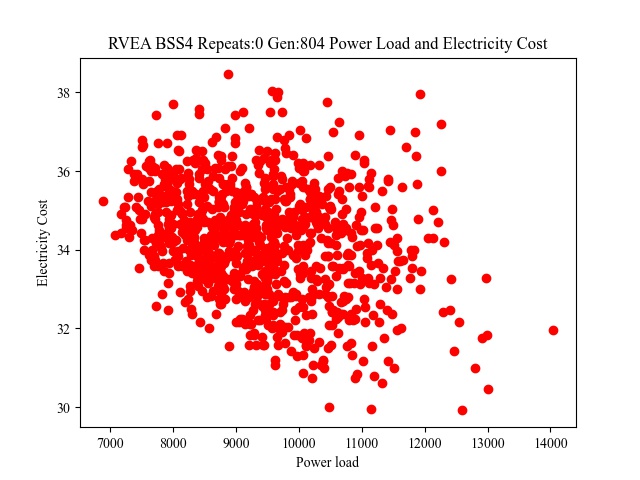 RVEA BSS4 Repeats:0 Gen:804 Power Load and Electricity Cost
38
36
34
32
30
Electricity Cost
7000 8000 9000 10000 11000 12000 13000 14000
Power load